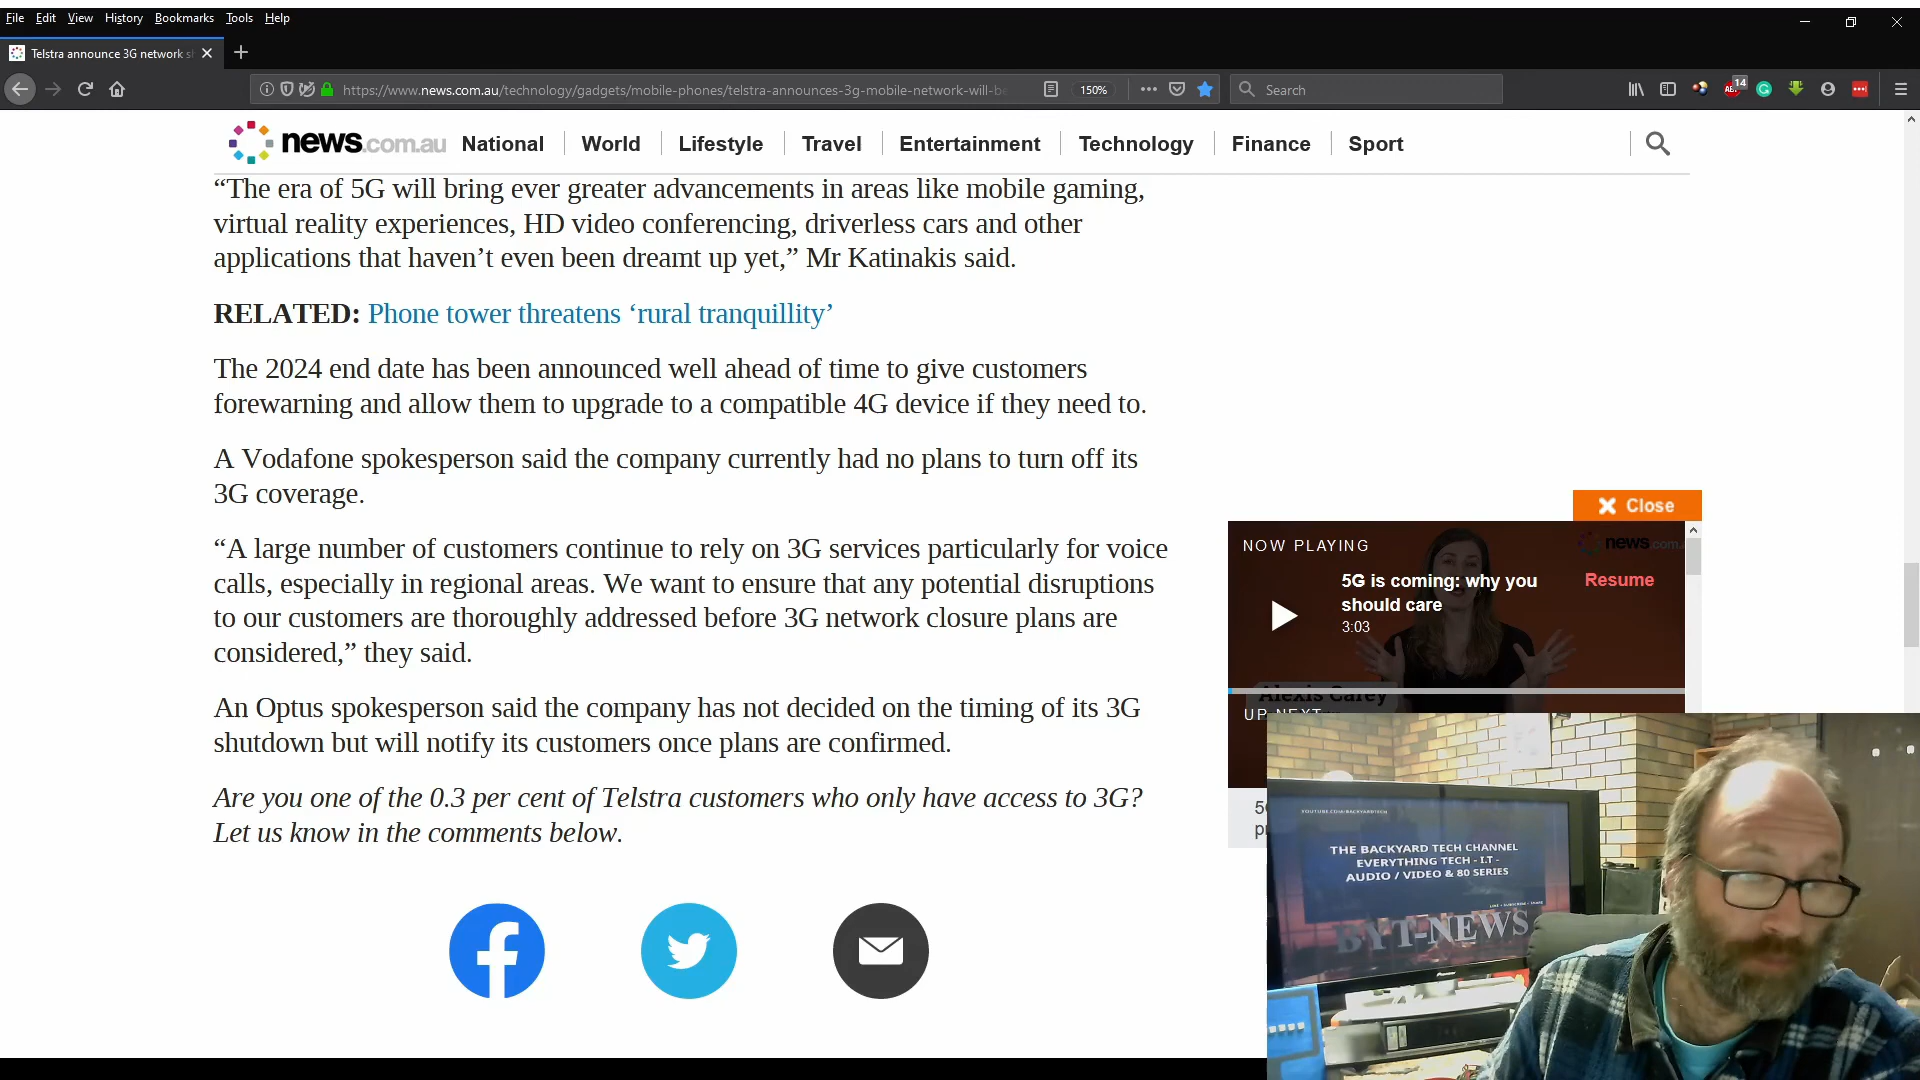 File Edit View History Bookmarks Tools Help
Telstra announce 3G network s
https://www.news.com.au/technology/gadgets/mobile-phones/telstra-announces-3g-mobile-network-will-be
150%
Search
14
news.com.au National World Lifestyle Travel Entertainment Technology Finance Sport
“The era of 5G will bring ever greater advancements in areas like mobile gaming,
virtual reality experiences, HD video conferencing, driverless cars and other
applications that haven’t even been dreamt up yet,” Mr Katinakis said.
RELATED: Phone tower threatens ‘rural tranquillity’
The 2024 end date has been announced well ahead of time to give customers
forewarning and allow them to upgrade to a compatible 4G device if they need to.
A Vodafone spokesperson said the company currently had no plans to turn off its
3G coverage.
“A large number of customers continue to rely on 3G services particularly for voice
calls, especially in regional areas. We want to ensure that any potential disruptions
to our customers are thoroughly addressed before 3G network closure plans are
considered,” they said.
An Optus spokesperson said the company has not decided on the timing of its 3G
shutdown but will notify its customers once plans are confirmed.
Are you one of the 0.3 per cent of Telstra customers who only have access to 3G?
Let us know in the comments below.
Close
NOW PLAYING
news.com
5G is coming: why you
should care
3:03
Resume
Alexis Carey
UP NEXT
YOUTUBE.COM/BACKYARDTECH
THE BACKYARD TECH CHANNEL
EVERYTHING TECH - I.T -
AUDIO / VIDEO & 80 SERIES
LIKE • SUBSCRIBE • SHARE
BYT-NEWS
Pioneer